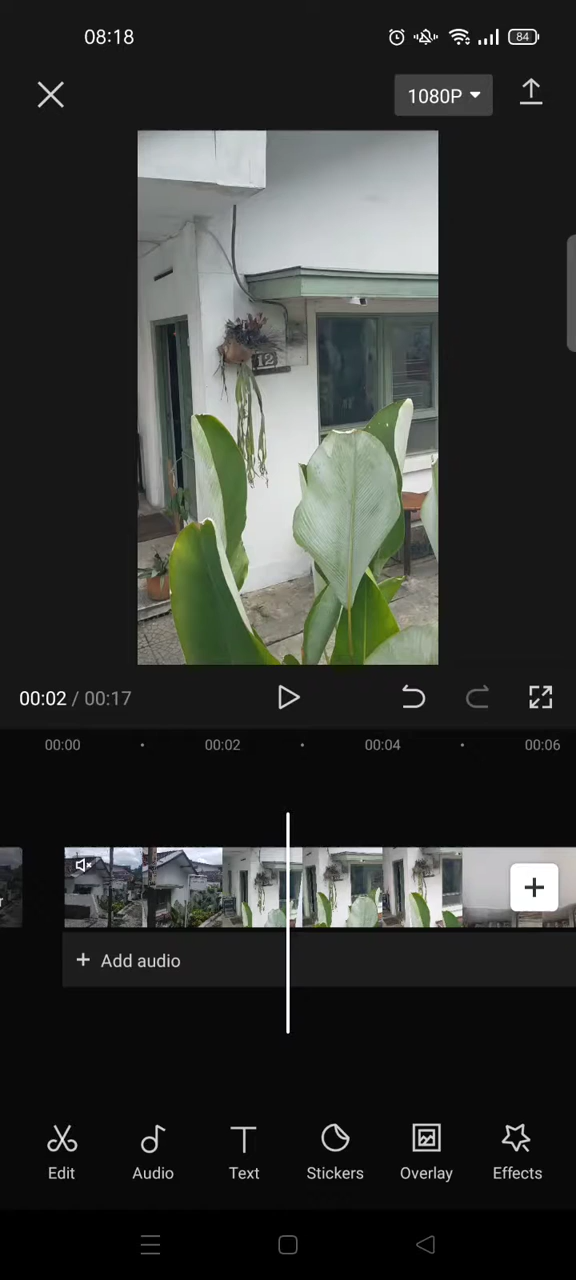 08:18
84
1080P
12
00:02 / 00:17
00:00
00:02
00:04
00:06
+ Add audio
Edit
Audio
Text
Stickers
Overlay
Effects